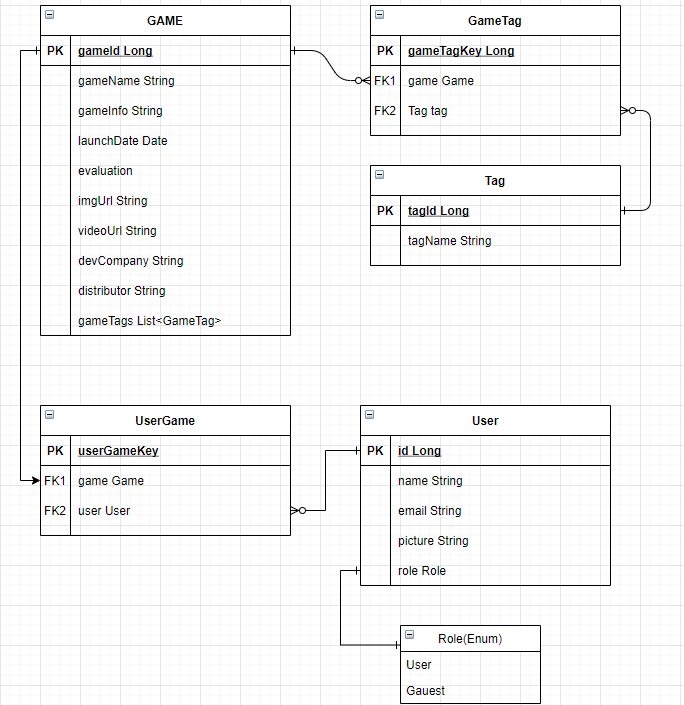 GAME
PK gameId Long
gameName String
gameInfo String
launchDate Date
evaluation
imgUrl String
videoUrl String
devCompany String
distributor String
gameTags List<GameTag>
GameTag
PK gameTagKey Long
FK1 game Game
FK2 Tag tag
Tag
PK tagId Long
tagName String
UserGame
PK userGameKey
FK1 game Game
FK2 user User
User
PK id Long
name String
email String
picture String
role Role
Role(Enum)
User
Gauest